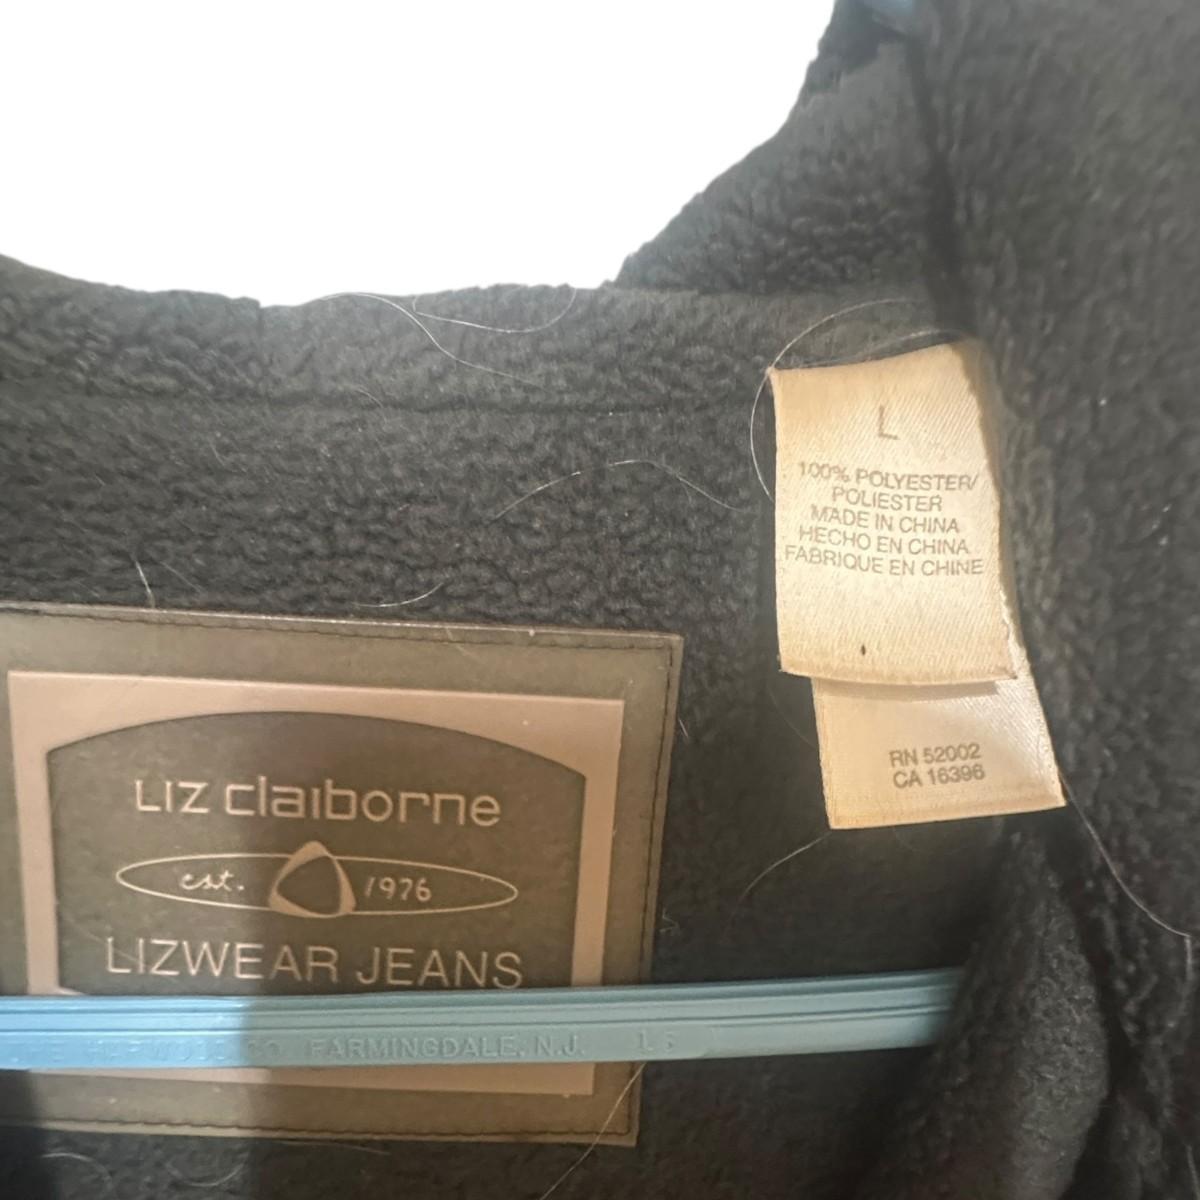 L
100% POLYESTER/
POLIESTER
MADE IN CHINA
HECHO EN CHINA
FABRIQUE EN CHINE
RN 52002
CA 16396
LIZ claiborne
est. 1976
LIZWEAR JEANS
CO. FARMINGDALE, N.J.